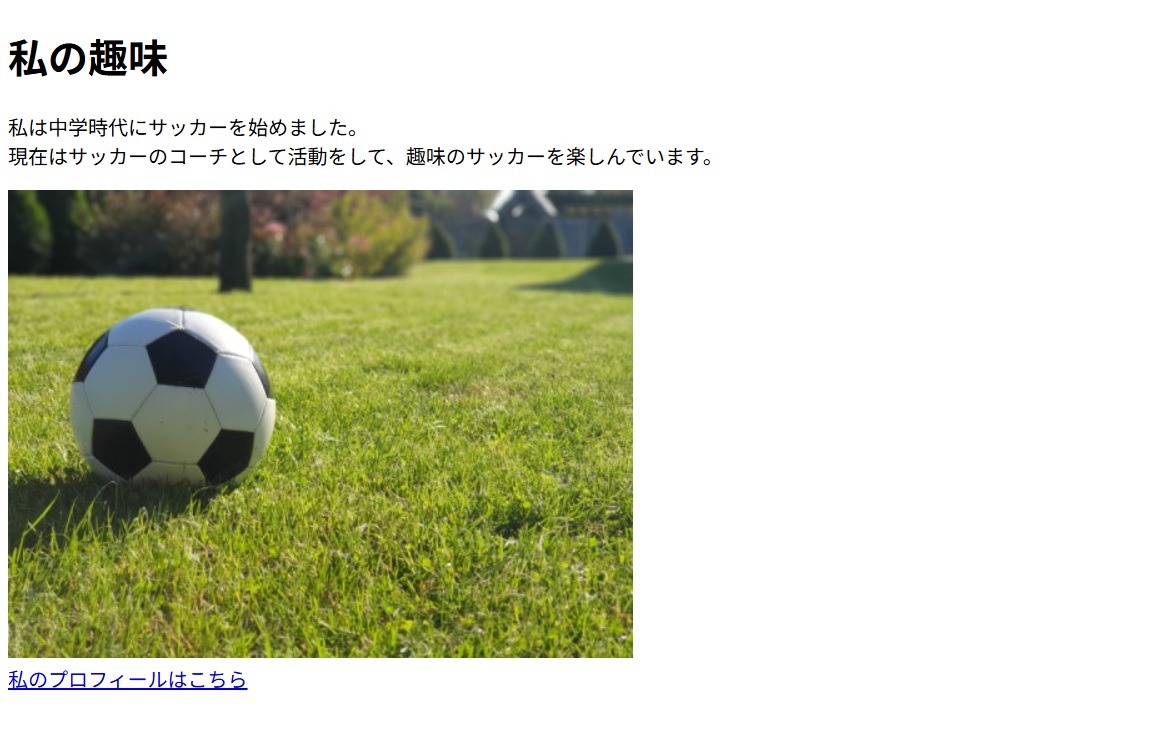 私の趣味
私は中学時代にサッカーを始めました。
現在はサッカーのコーチとして活動をして、趣味のサッカーを楽しんでいます。
私のプロフィールはこちら